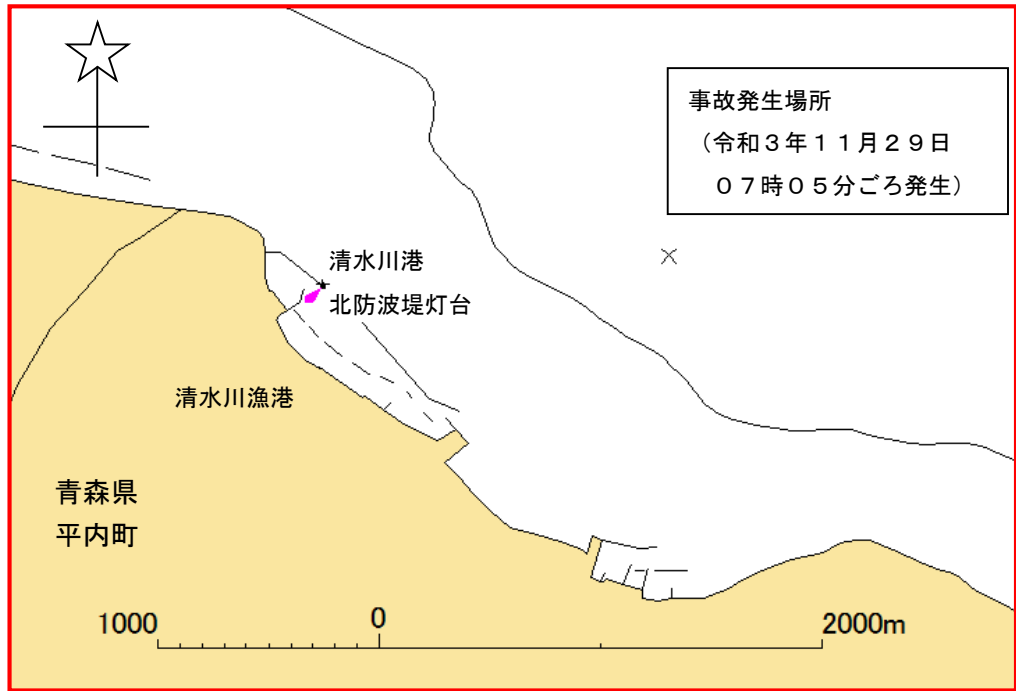 事故発生場所
（令和３年１１月２９日
０７時０５分ごろ発生）
清水川港
北防波堤灯台
清水川漁港
青森県
平内町
1000 0 2000m